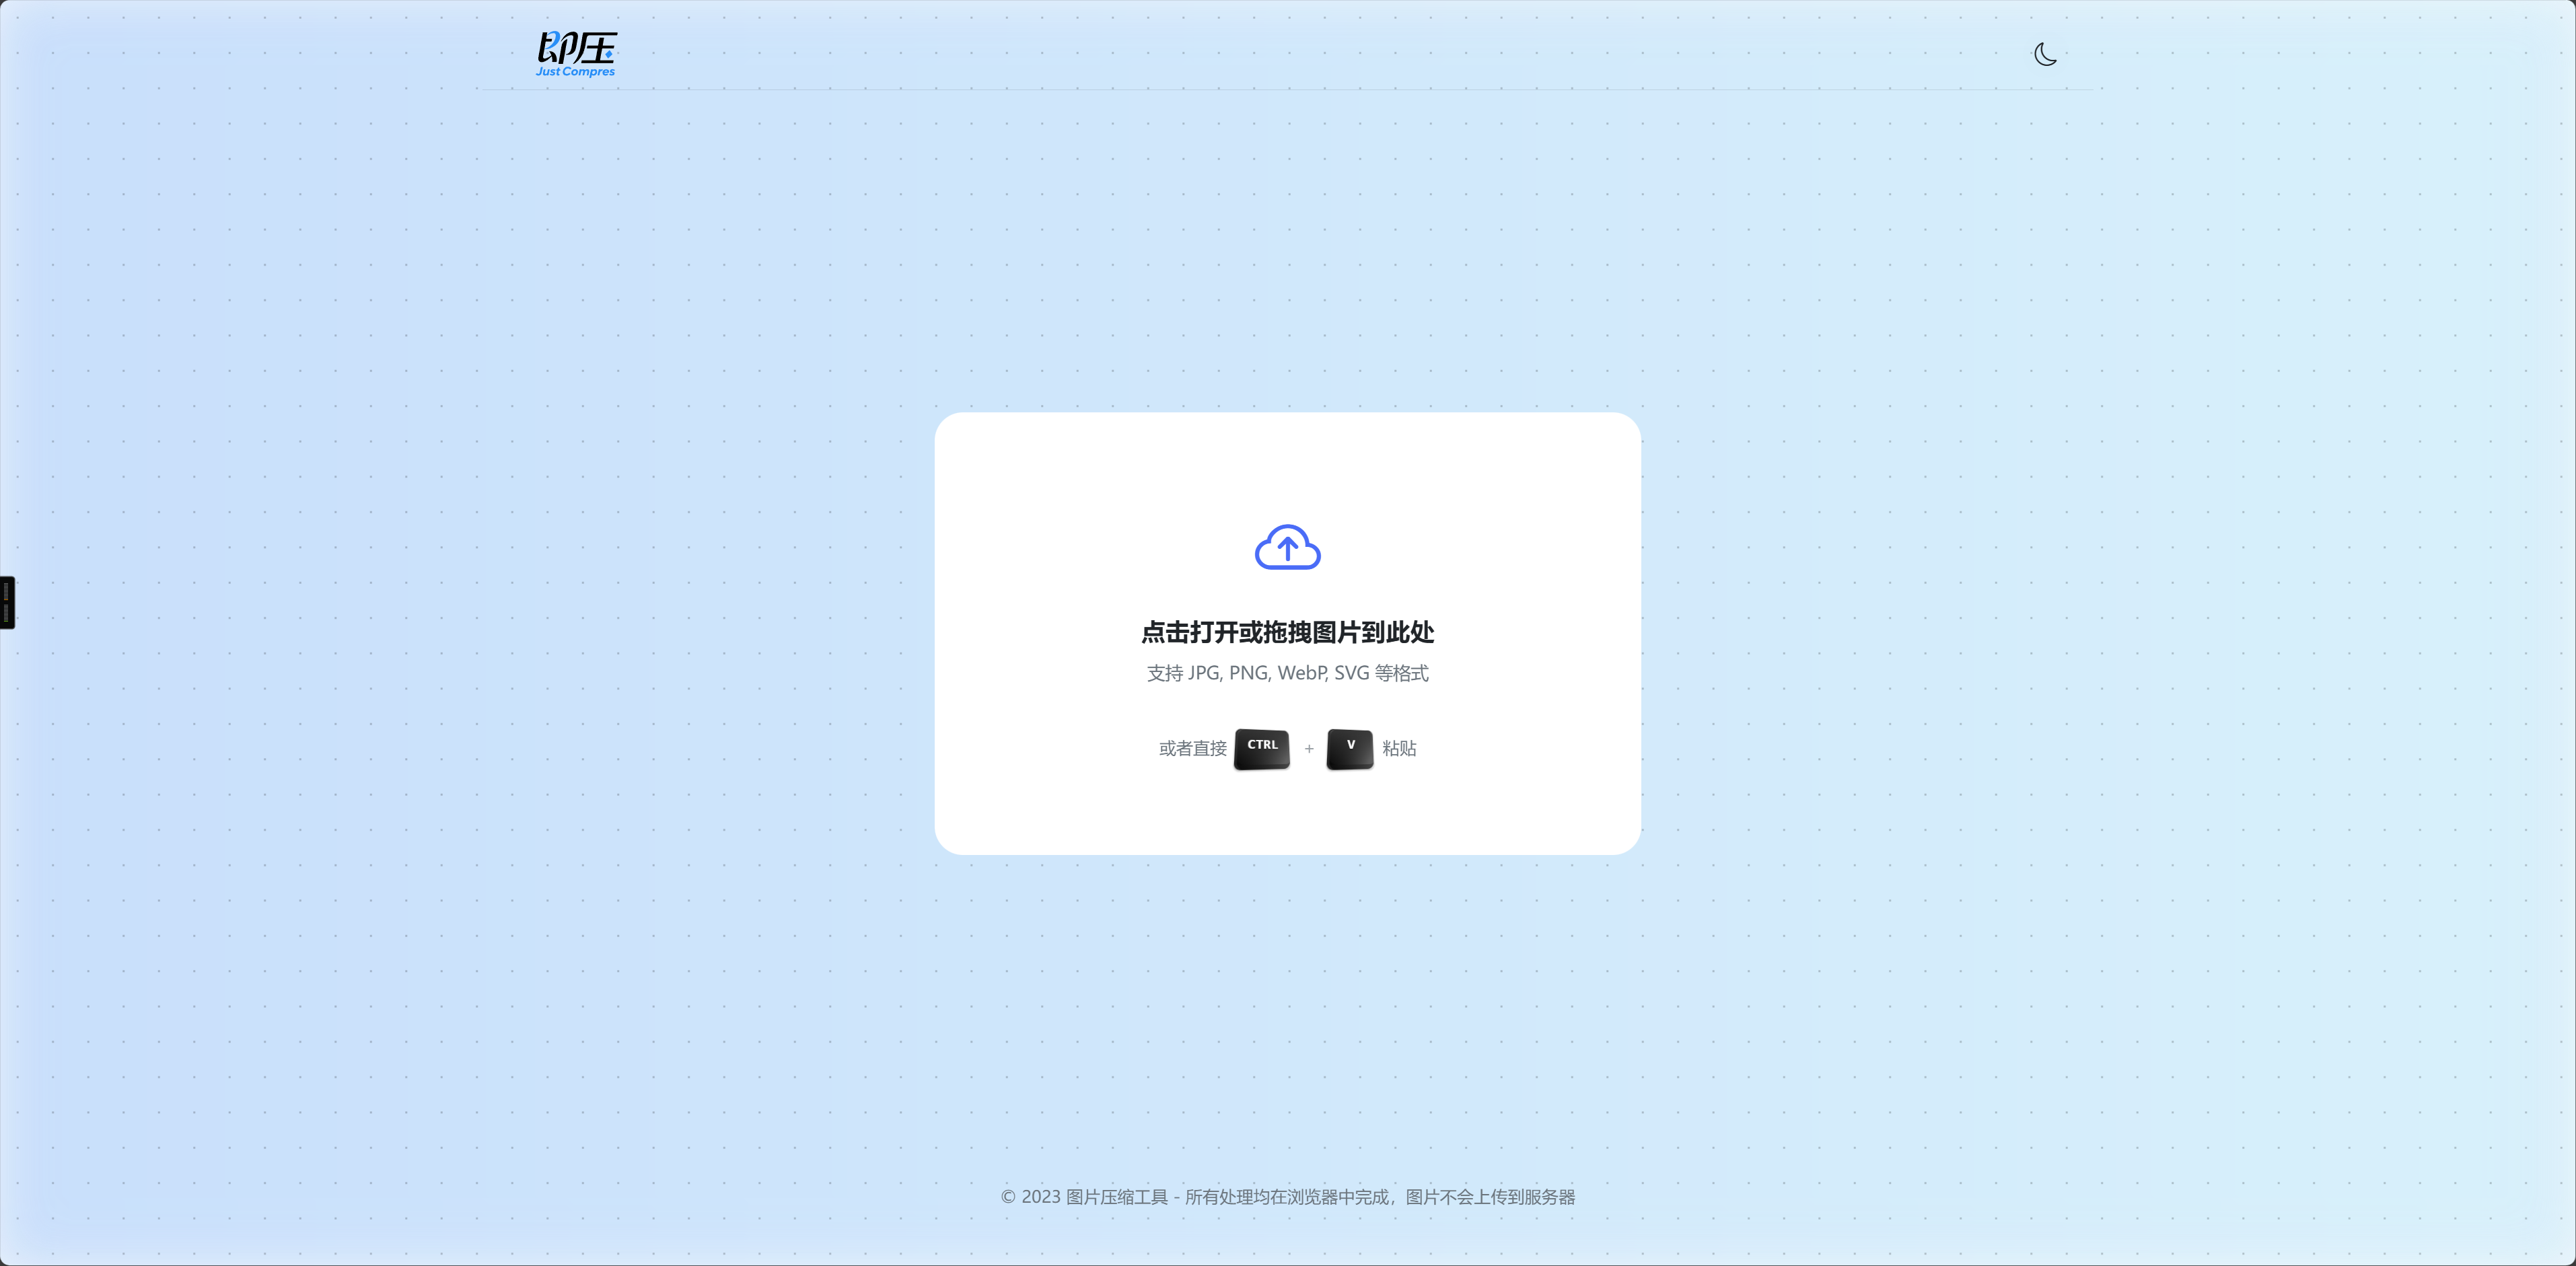 即压
Just Compres
点击打开或拖拽图片到此处
支持 JPG, PNG, WebP, SVG 等格式
或者直接 CTRL + V 粘贴
© 2023 图片压缩工具 - 所有处理均在浏览器中完成，图片不会上传到服务器